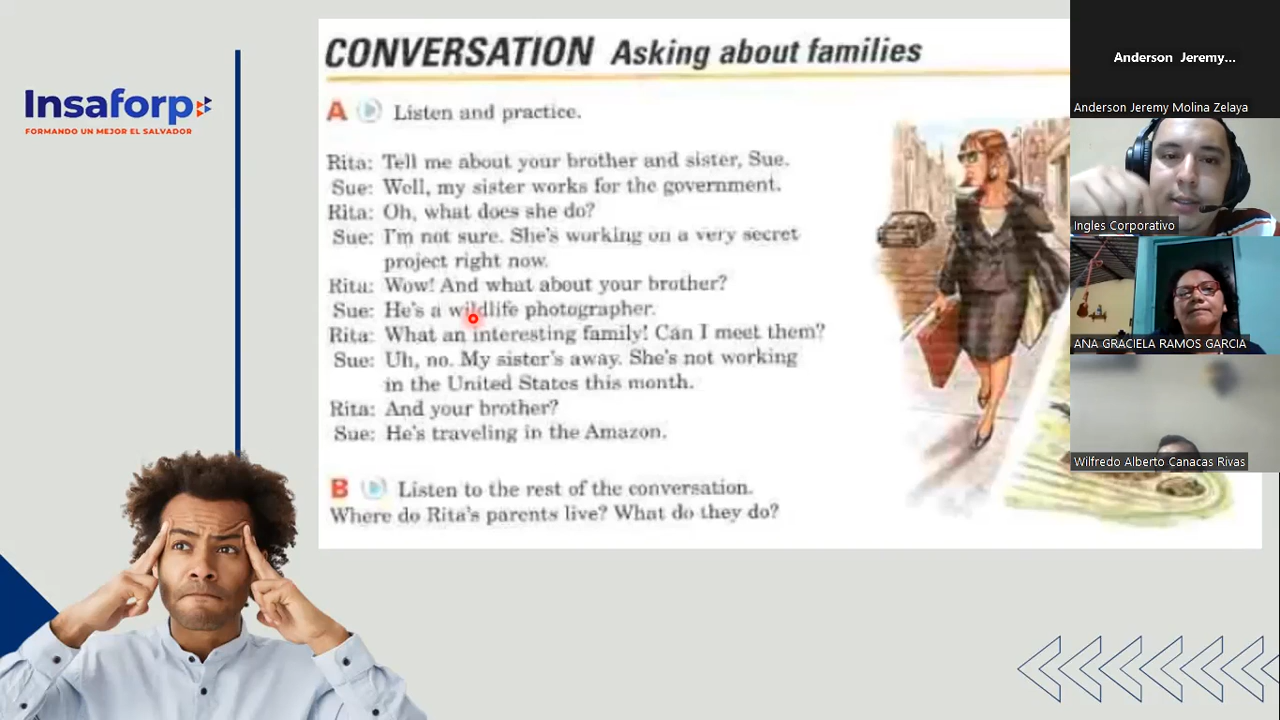 Insaforp
FORMANDO UN MEJOR EL SALVADOR
CONVERSATION Asking about families
A Listen and practice.
Rita: Tell me about your brother and sister, Sue.
Sue: Well, my sister works for the government.
Rita: Oh, what does she do?
Sue: I'm not sure. She's working on a very secret
project right now.
Rita: Wow! And what about your brother?
Sue: He's a wildlife photographer.
Rita: What an interesting family! Can I meet them?
Sue: Uh, no. My sister's away. She's not working
in the United States this month.
Rita: And your brother?
Sue: He's traveling in the Amazon.
B Listen to the rest of the conversation.
Where do Rita's parents live? What do they do?
Anderson Jeremy...
Anderson Jeremy Molina Zelaya
Ingles Corporativo
ANA GRACIELA RAMOS GARCIA
Wilfredo Alberto Canacas Rivas